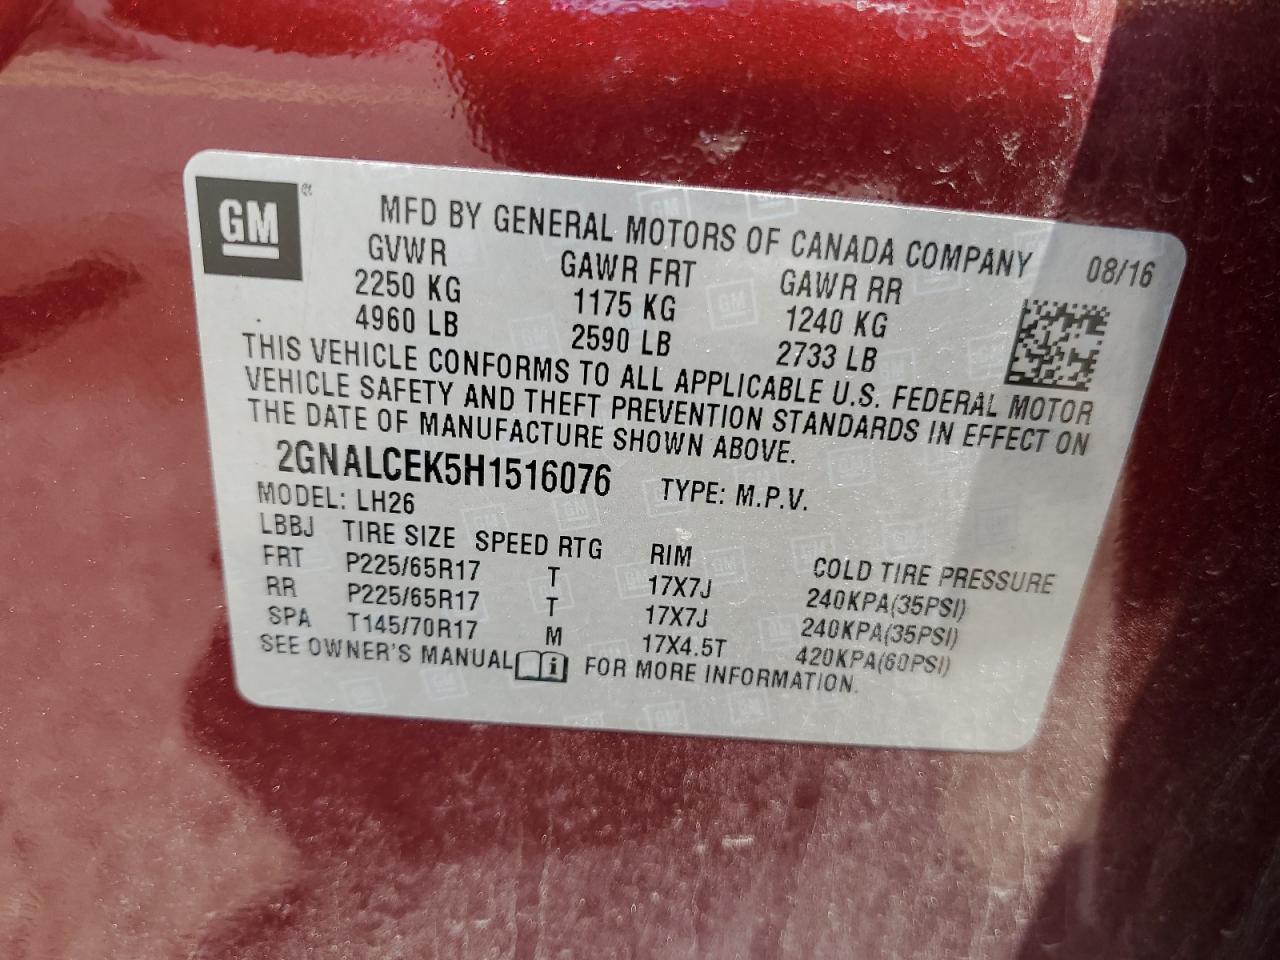 GM
MFD BY GENERAL MOTORS OF CANADA COMPANY 08/16
GVWR GAWR FRT GAWR RR
2250 KG 1175 KG 1240 KG
4960 LB 2590 LB 2733 LB
THIS VEHICLE CONFORMS TO ALL APPLICABLE U.S. FEDERAL MOTOR
VEHICLE SAFETY AND THEFT PREVENTION STANDARDS IN EFFECT ON
THE DATE OF MANUFACTURE SHOWN ABOVE.
2GNALCEK5H1516076 TYPE: M.P.V.
MODEL: LH26
LBBJ TIRE SIZE SPEED RTG RIM COLD TIRE PRESSURE
FRT P225/65R17 T 17X7J 240KPA(35PSI)
RR P225/65R17 T 17X7J 240KPA(35PSI)
SPA T145/70R17 M 17X4.5T 420KPA(60PSI)
SEE OWNER'S MANUAL i FOR MORE INFORMATION.